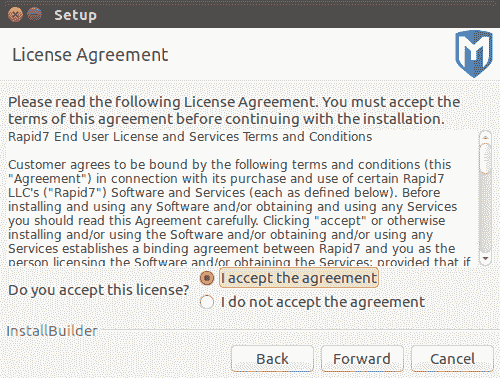 Setup
License Agreement
Please read the following License Agreement. You must accept the
terms of this agreement before continuing with the installation.
Rapid7 End User License and Services Terms and Conditions
Customer agrees to be bound by the following terms and conditions (this
"Agreement") in connection with its purchase and use of certain Rapid7
LLC's ("Rapid7") Software and Services (each as defined below). Before
installing and using any Software and/or obtaining and using any Services
you should read this Agreement carefully. Clicking "accept" or otherwise
installing and/or using the Software and/or obtaining and/or using any
Services establishes a binding agreement between Rapid7 and you as the
person licensing the Software and/or obtaining the Services; provided that if
Do you accept this license?
I accept the agreement
I do not accept the agreement
InstallBuilder
Back
Forward
Cancel